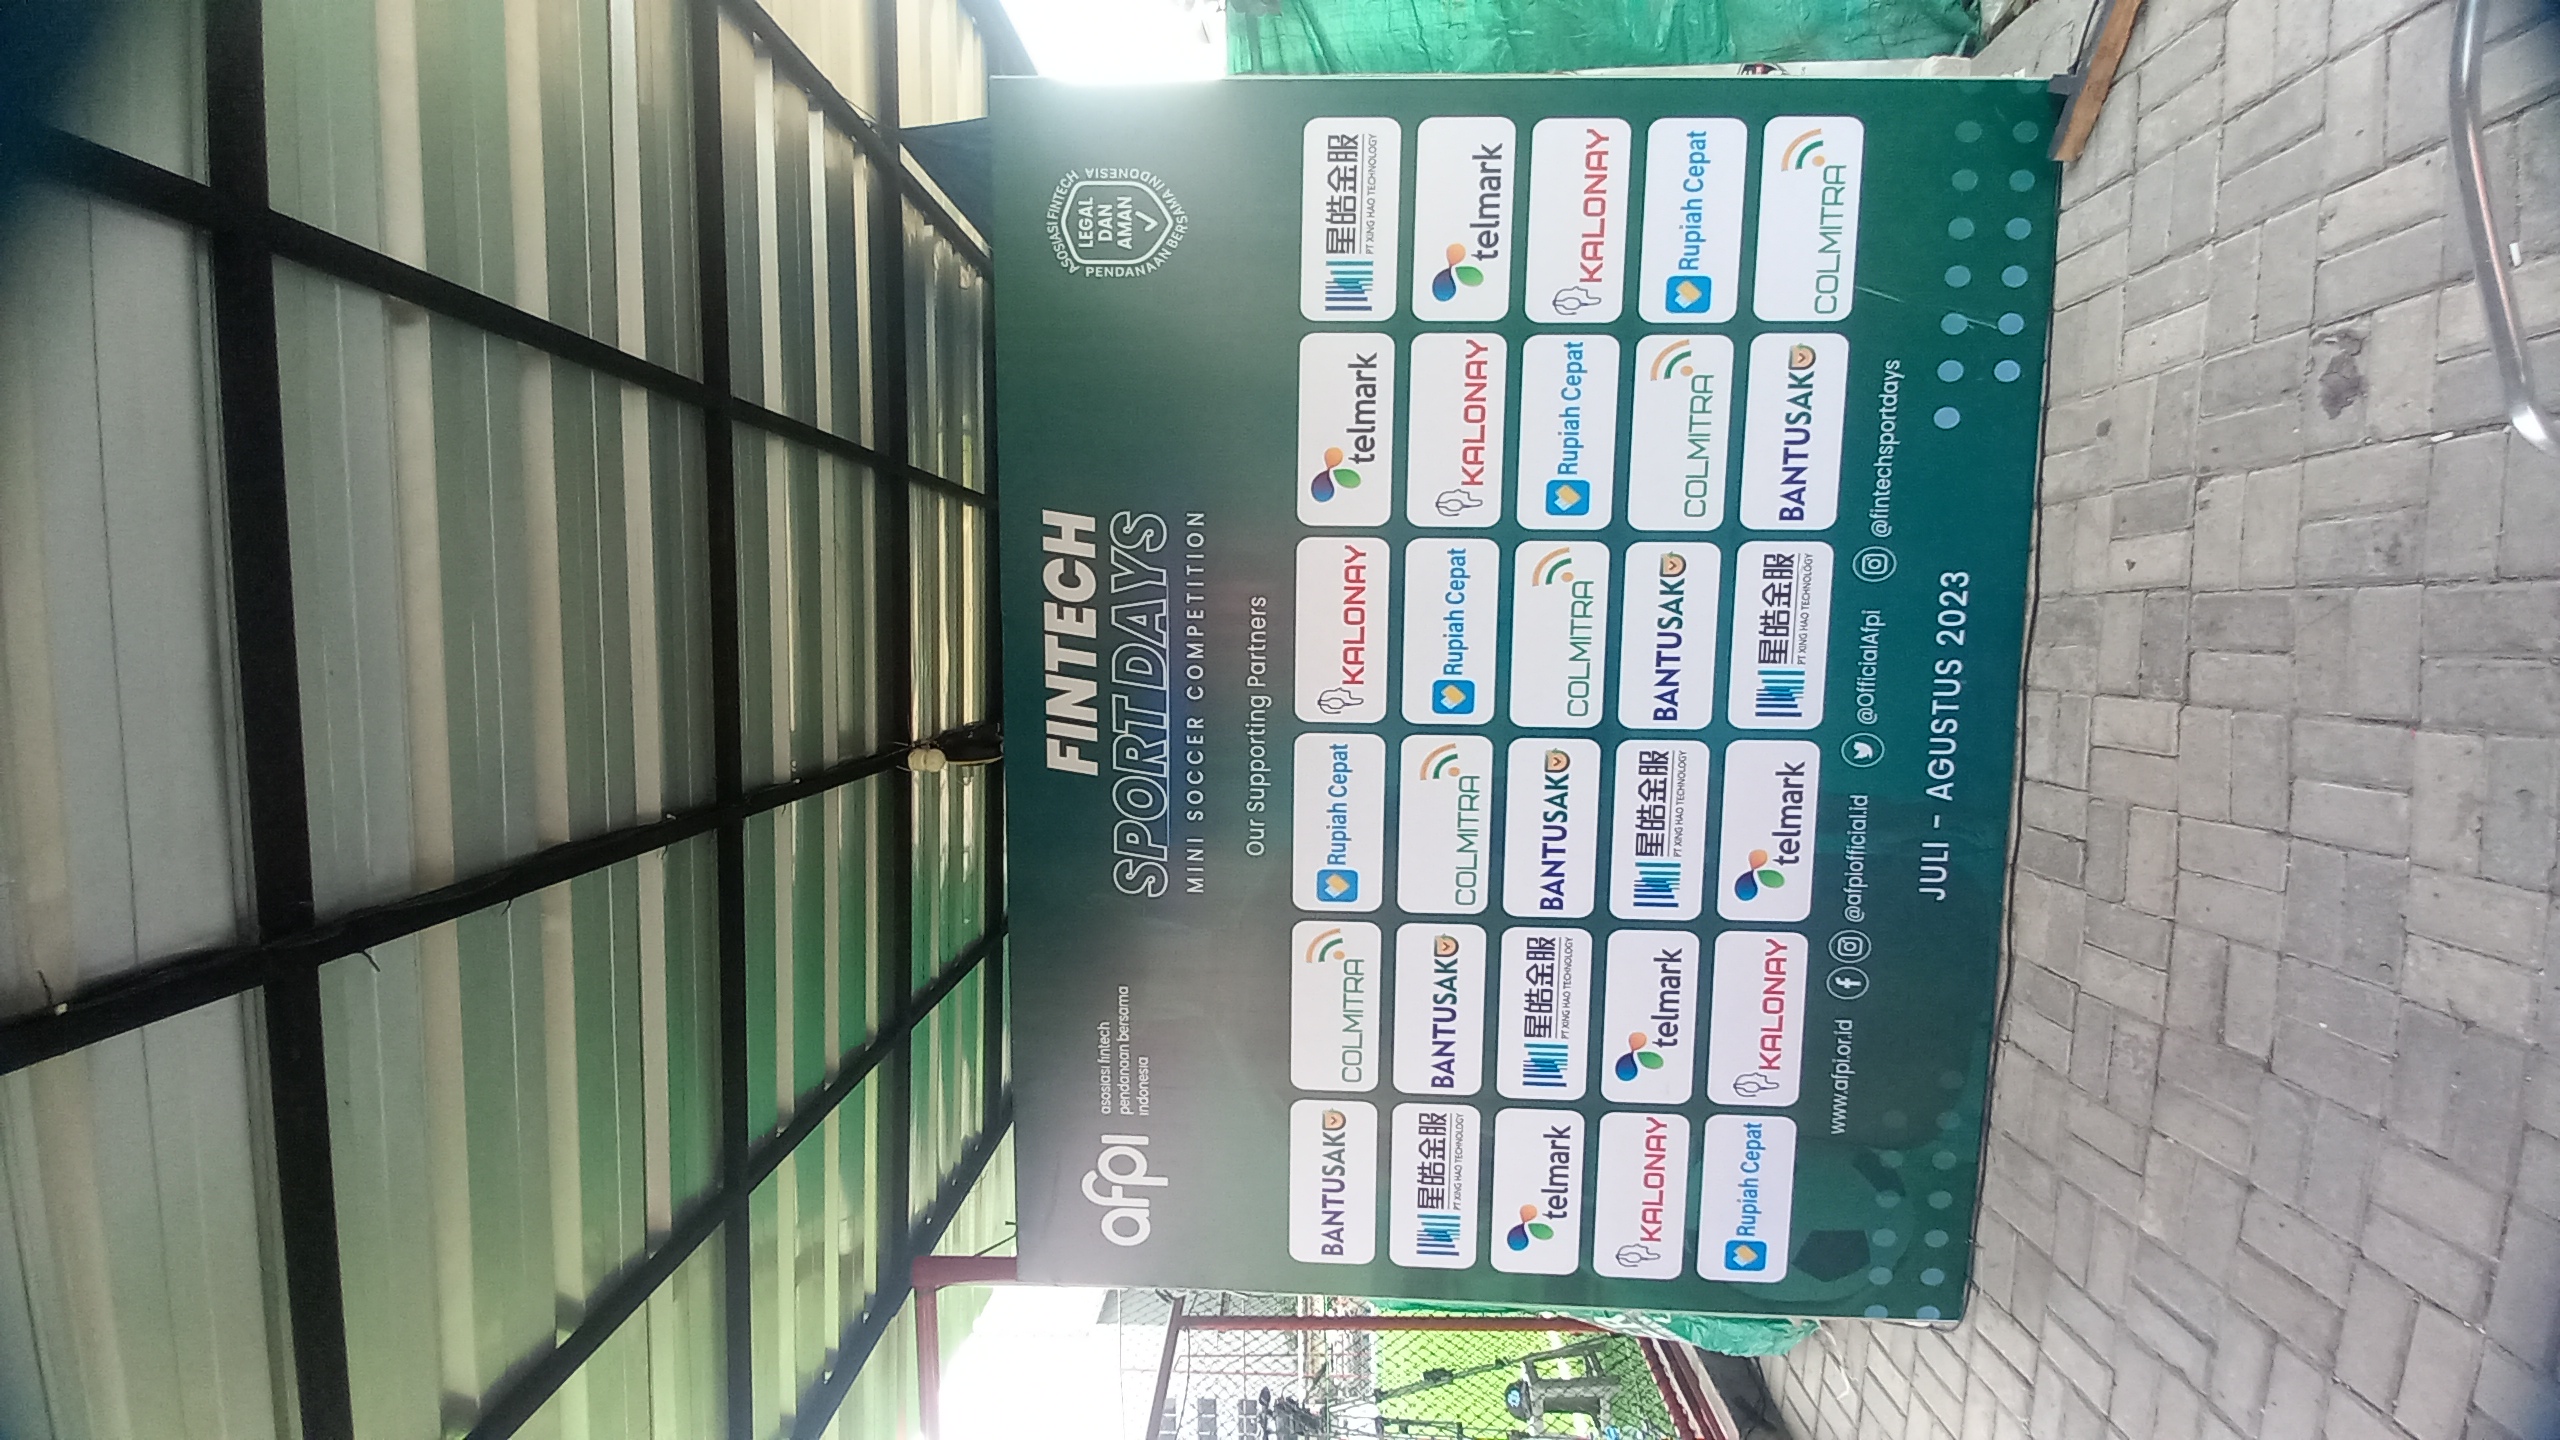 afpi
asosiasi fintech
pendanaan bersama
indonesia
FINTECH
SPORT DAYS
MINI SOCCER COMPETITION
ASOSIASI FINTECH
PENDANAAN BERSAMA INDONESIA
LEGAL
DAN
AMAN
Our Supporting Partners
BANTUSAKU COLMITRA Rupiah Cepat KALONAY telmark 星皓金服 PT XING HAO TECHNOLOGY
星皓金服 PT XING HAO TECHNOLOGY BANTUSAKU COLMITRA Rupiah Cepat KALONAY telmark
telmark 星皓金服 PT XING HAO TECHNOLOGY BANTUSAKU COLMITRA Rupiah Cepat KALONAY
KALONAY telmark 星皓金服 PT XING HAO TECHNOLOGY BANTUSAKU COLMITRA Rupiah Cepat
Rupiah Cepat KALONAY telmark 星皓金服 PT XING HAO TECHNOLOGY BANTUSAKU COLMITRA
www.afpi.or.id @afpiofficial.id @OfficialAfpi @fintechsportdays
JULI - AGUSTUS 2023